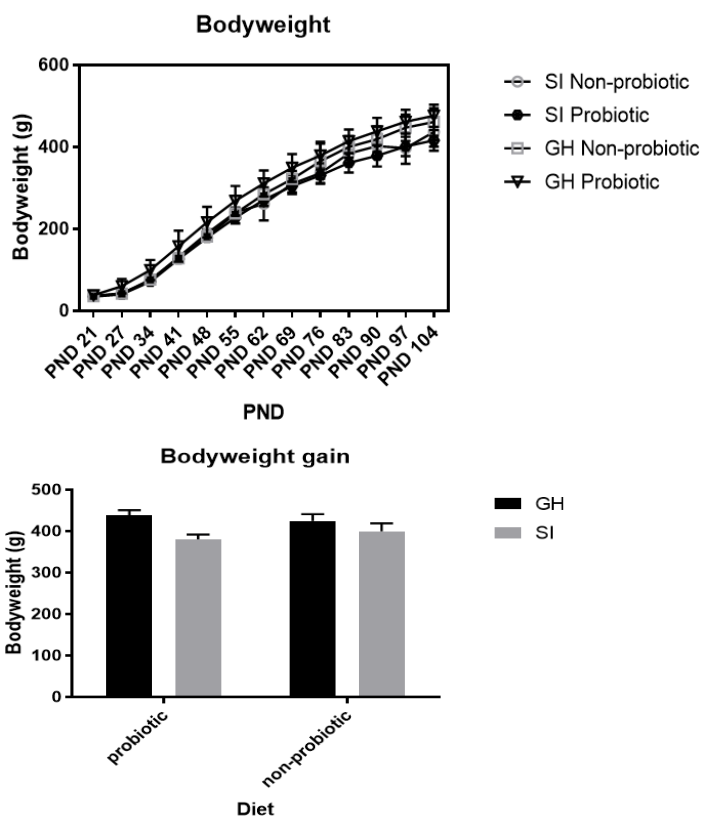 Bodyweight
600
400
200
0
Bodyweight (g)
PND 21
PND 27
PND 34
PND 41
PND 48
PND 55
PND 62
PND 69
PND 76
PND 83
PND 90
PND 97
PND 104
PND
SI Non-probiotic
SI Probiotic
GH Non-probiotic
GH Probiotic
Bodyweight gain
500
400
300
200
100
0
Bodyweight (g)
probiotic
non-probiotic
Diet
GH
SI